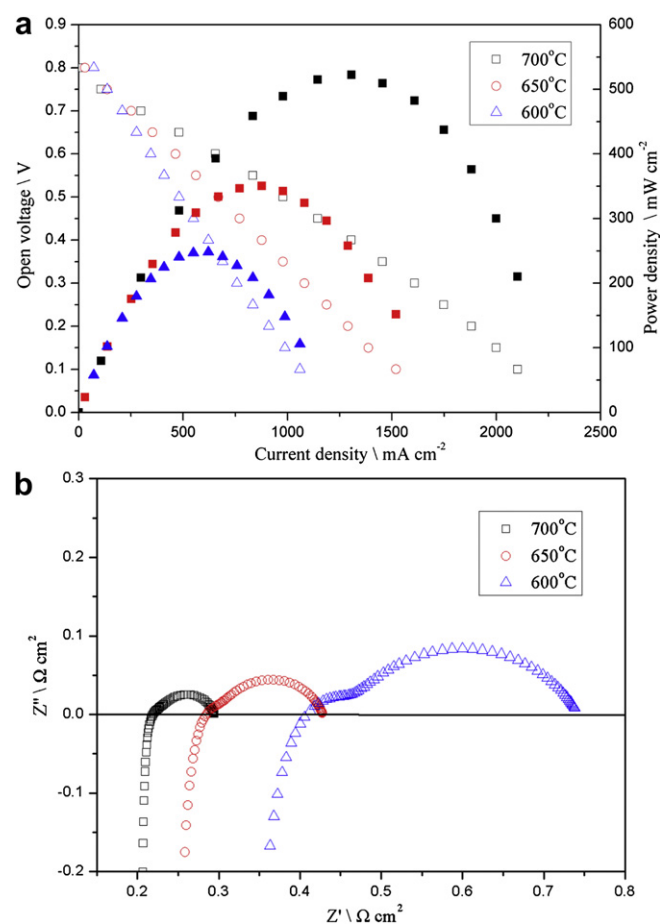 a
0.9
0.8
0.7
0.6
0.5
0.4
0.3
0.2
0.1
0.0
Open voltage \ V
700°C
650°C
600°C
600
500
400
300
200
100
0
Power density \ mW cm-2
0 500 1000 1500 2000 2500
Current density \ mA cm-2
b
0.3
0.2
0.1
0.0
-0.1
-0.2
Z'' \ Ω cm2
700°C
650°C
600°C
0.2 0.3 0.4 0.5 0.6 0.7 0.8
Z' \ Ω cm2